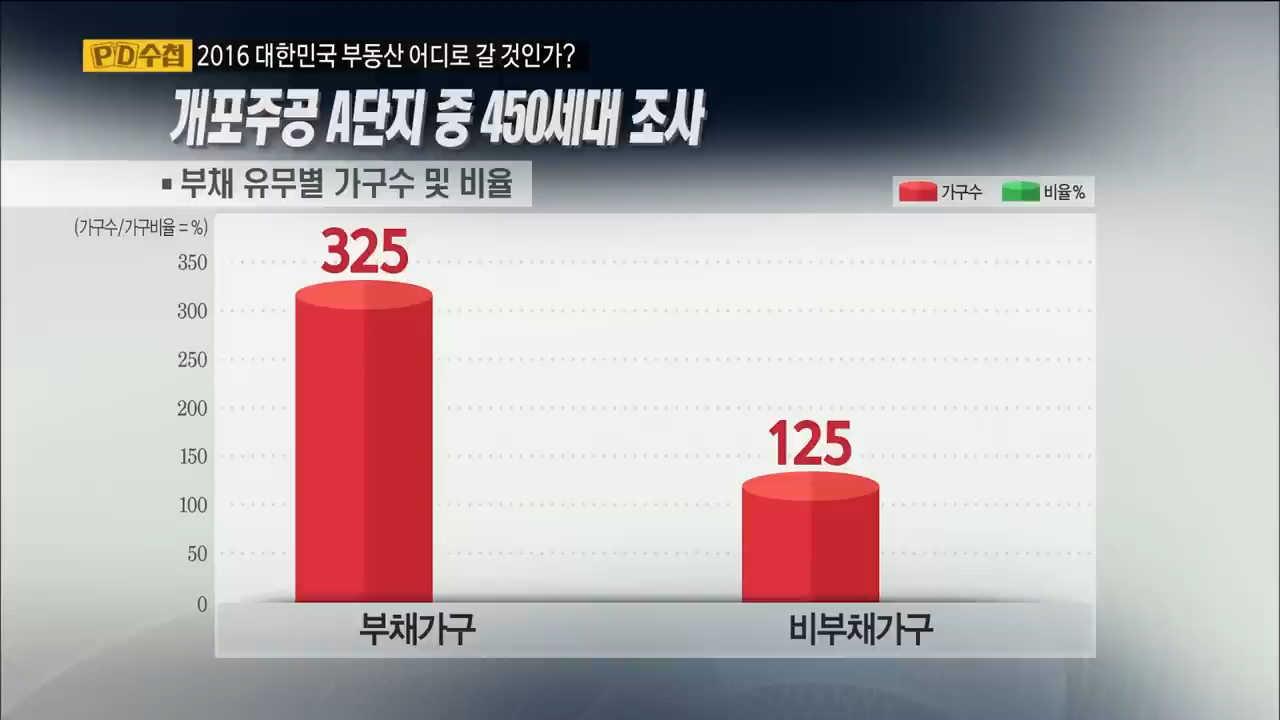 PD수첩 2016 대한민국 부동산 어디로 갈 것인가?
개포주공 A단지 중 450세대 조사
▪ 부채 유무별 가구수 및 비율
가구수 비율%
(가구수/가구비율 = %)
350
300
250
200
150
100
50
0
325
125
부채가구
비부채가구